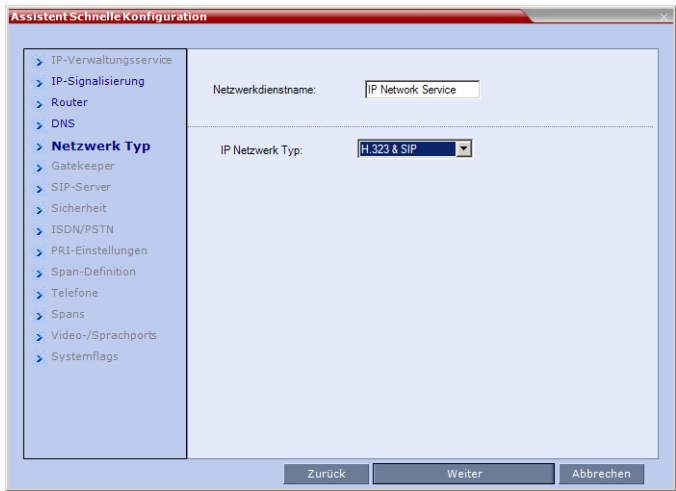 Assistent Schnelle Konfiguration
IP-Verwaltungsservice
IP-Signalisierung
Router
DNS
Netzwerk Typ
Gatekeeper
SIP-Server
Sicherheit
ISDN/PSTN
PRI-Einstellungen
Span-Definition
Telefone
Spans
Video-/Sprachports
Systemflags
Netzwerkdienstname: IP Network Service
IP Netzwerk Typ: H.323 & SIP
Zurück Weiter Abbrechen